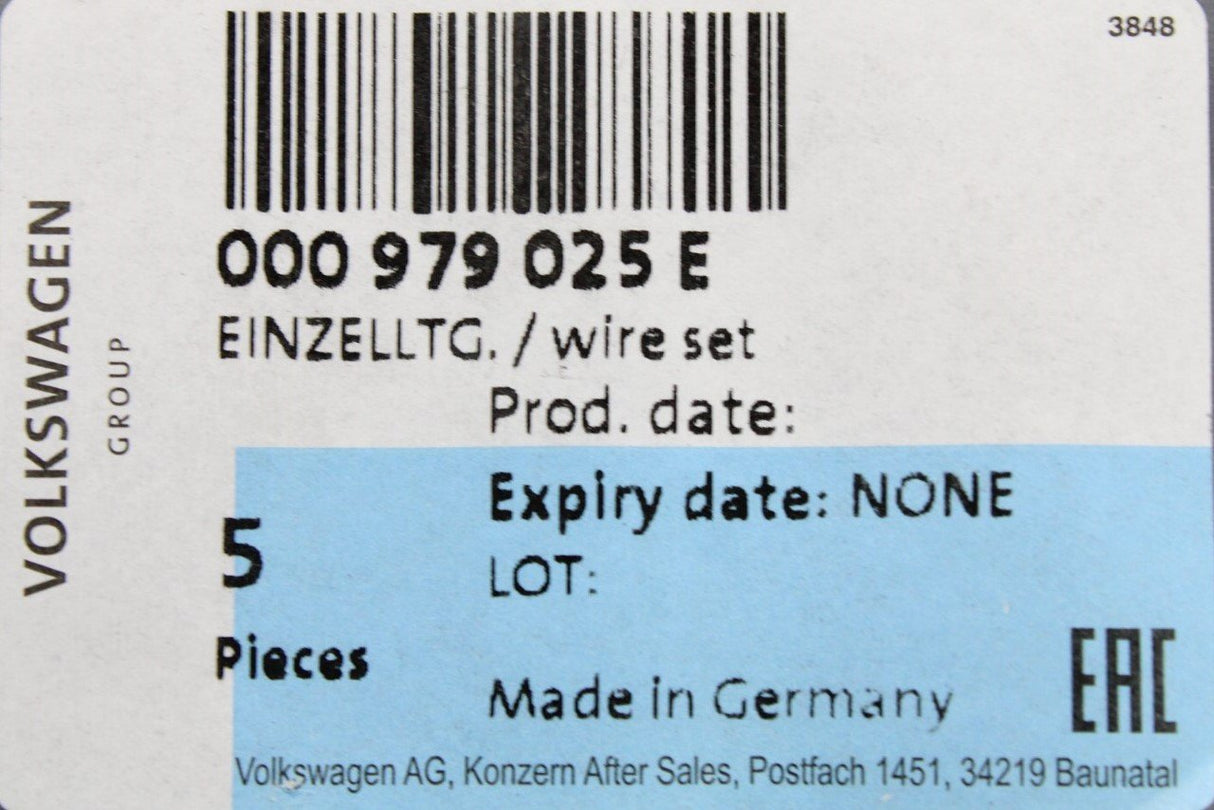 3848
000 979 025 E
EINZELLTG. / wire set
Prod. date:
Expiry date: NONE
5
LOT:
Pieces
Made in Germany
EAC
Volkswagen AG, Konzern After Sales, Postfach 1451, 34219 Baunatal
VOLKSWAGEN
GROUP